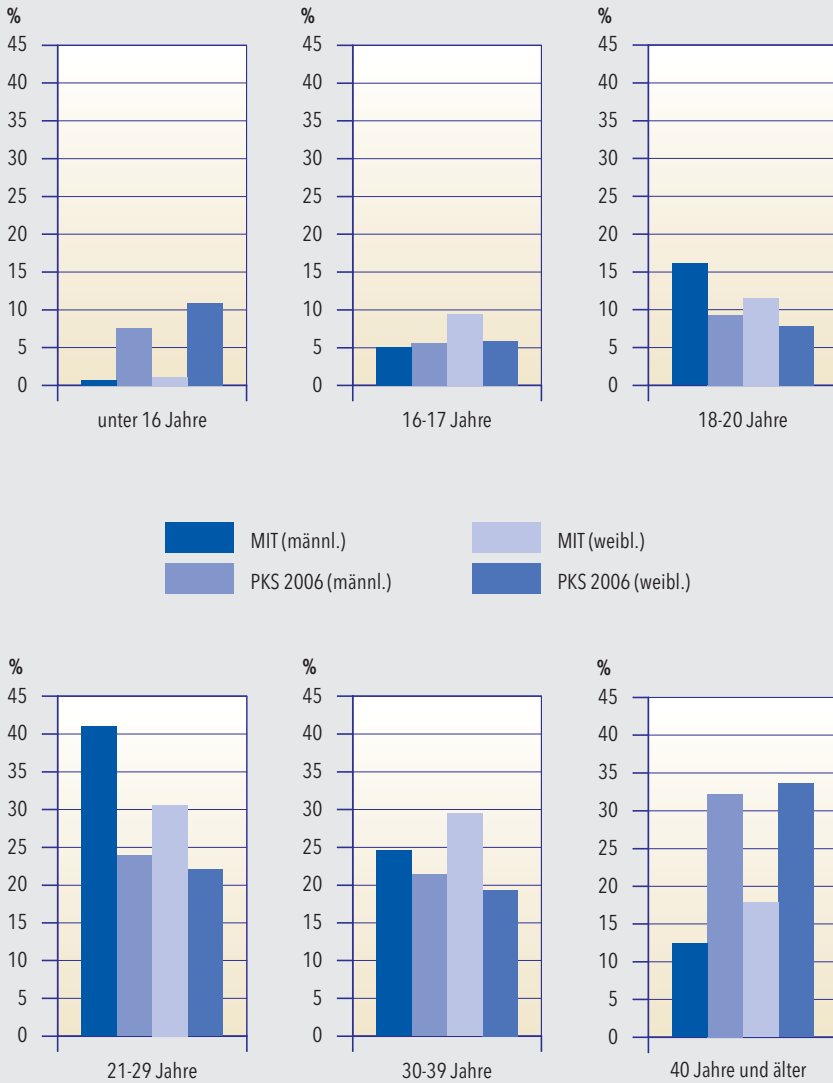 % % %
45 45 45
40 40 40
35 35 35
30 30 30
25 25 25
20 20 20
15 15 15
10 10 10
5 5 5
0 0 0
unter 16 Jahre 16-17 Jahre 18-20 Jahre
MIT (männl.) MIT (weibl.)
PKS 2006 (männl.) PKS 2006 (weibl.)
% % %
45 45 45
40 40 40
35 35 35
30 30 30
25 25 25
20 20 20
15 15 15
10 10 10
5 5 5
0 0 0
21-29 Jahre 30-39 Jahre 40 Jahre und älter